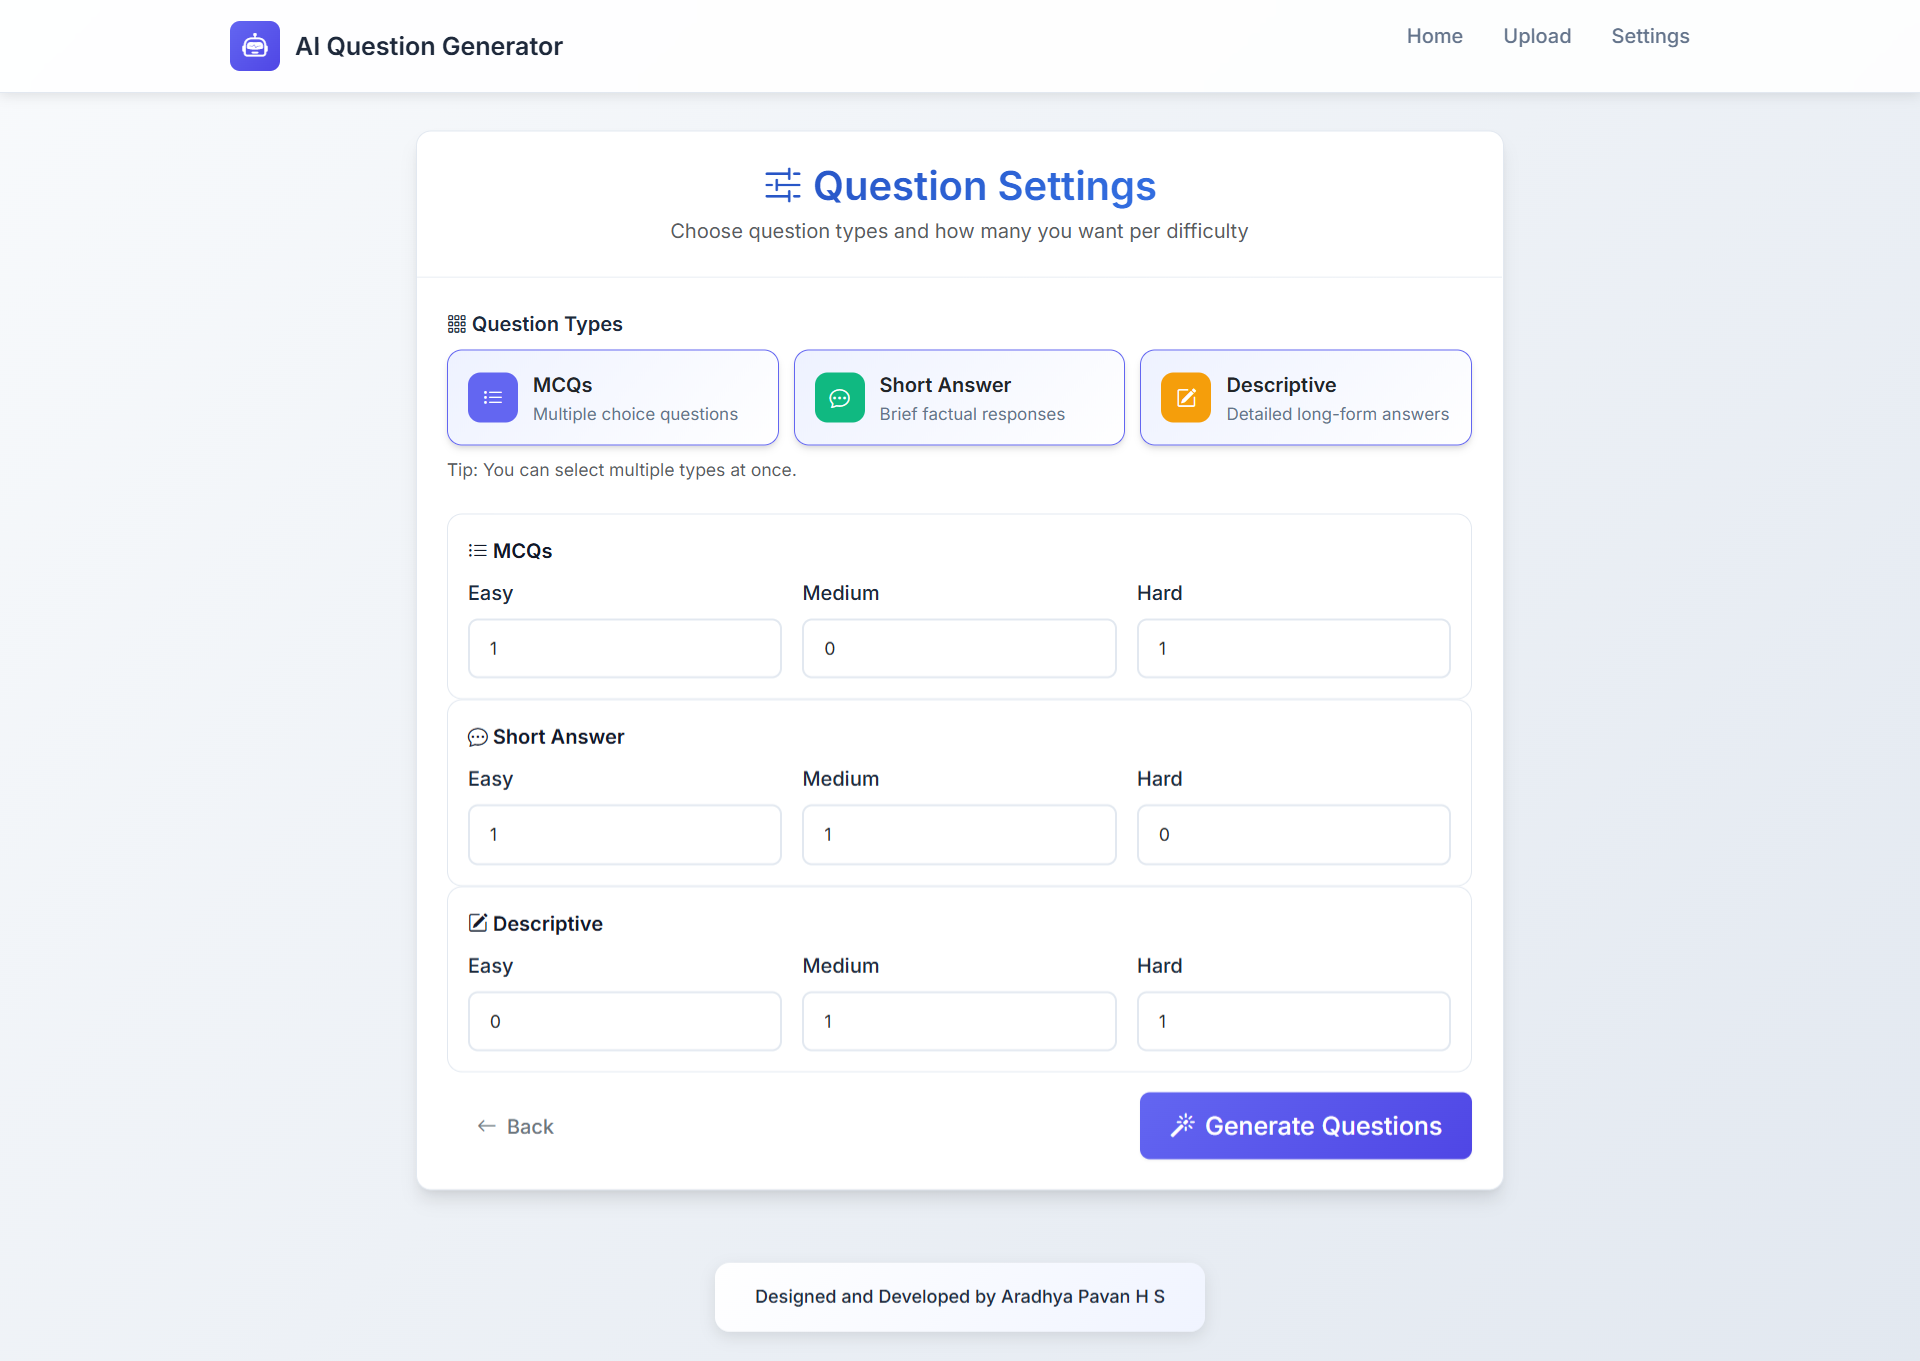 AI Question Generator
Home Upload Settings
Question Settings
Choose question types and how many you want per difficulty
Question Types
MCQs
Multiple choice questions
Short Answer
Brief factual responses
Descriptive
Detailed long-form answers
Tip: You can select multiple types at once.
MCQs
Easy Medium Hard
1 0 1
Short Answer
Easy Medium Hard
1 1 0
Descriptive
Easy Medium Hard
0 1 1
Back
Generate Questions
Designed and Developed by Aradhya Pavan H S